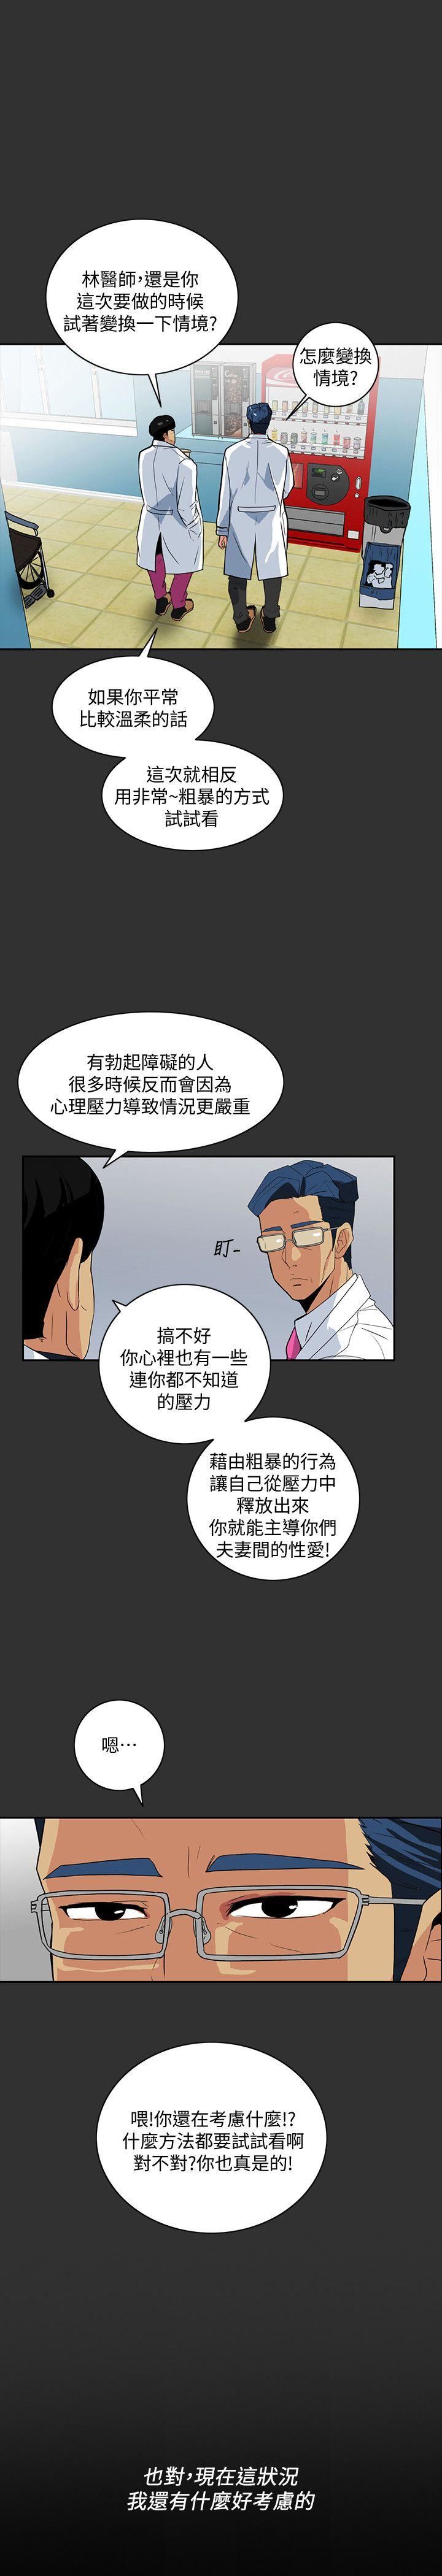 林醫師,還是你
這次要做的時候
試著變換一下情境?
怎麼變換
情境?
如果你平常
比較溫柔的話
這次就相反
用非常~粗暴的方式
試試看
有勃起障礙的人
很多時候反而會因為
心理壓力導致情況更嚴重
盯-
搞不好
你心裡也有一些
連你都不知道
的壓力
藉由粗暴的行為
讓自己從壓力中
釋放出來
你就能主導你們
夫妻間的性愛!
嗯…
喂!你還在考慮什麼!?
什麼方法都要試試看啊
對不對?你也真是的!
也對,現在這狀況
我還有什麼好考慮的